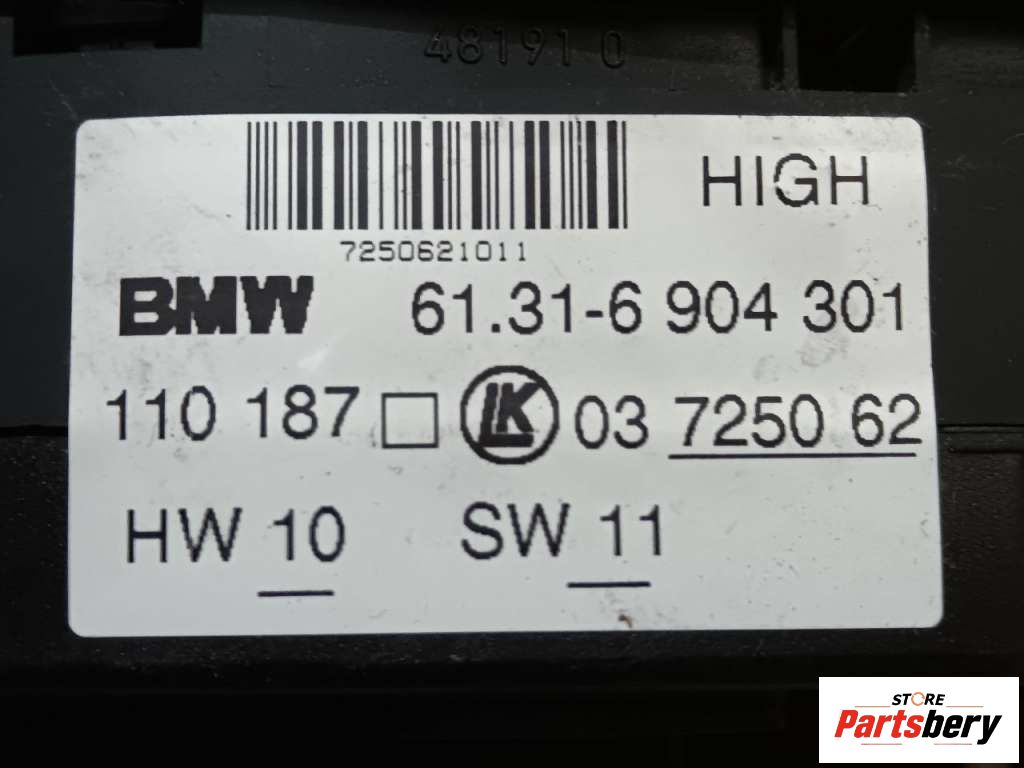 48191 0
HIGH
7250621011
BMW 61.31-6 904 301
110 187 LK 03 7250 62
HW 10 SW 11
STORE
Partsbery